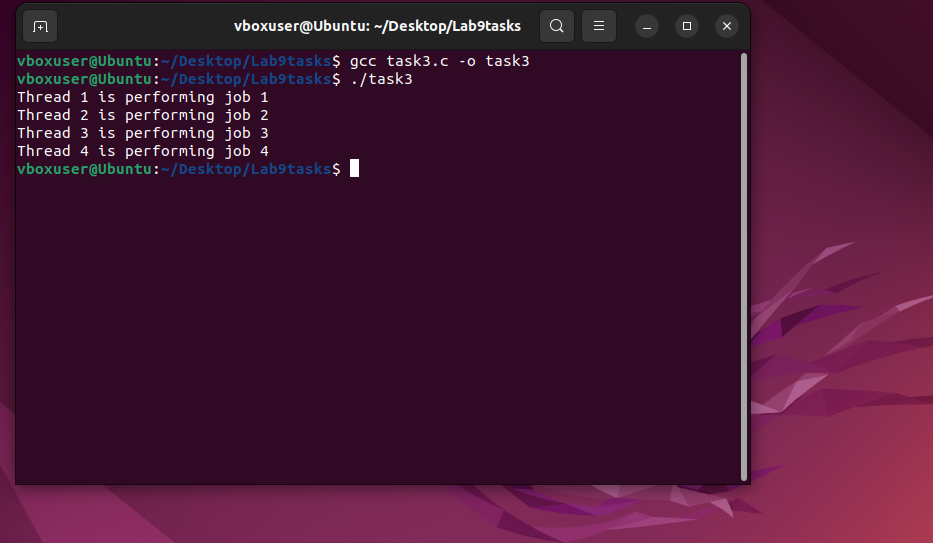 vboxuser@Ubuntu: ~/Desktop/Lab9tasks
vboxuser@Ubuntu:~/Desktop/Lab9tasks$ gcc task3.c -o task3
vboxuser@Ubuntu:~/Desktop/Lab9tasks$ ./task3
Thread 1 is performing job 1
Thread 2 is performing job 2
Thread 3 is performing job 3
Thread 4 is performing job 4
vboxuser@Ubuntu:~/Desktop/Lab9tasks$